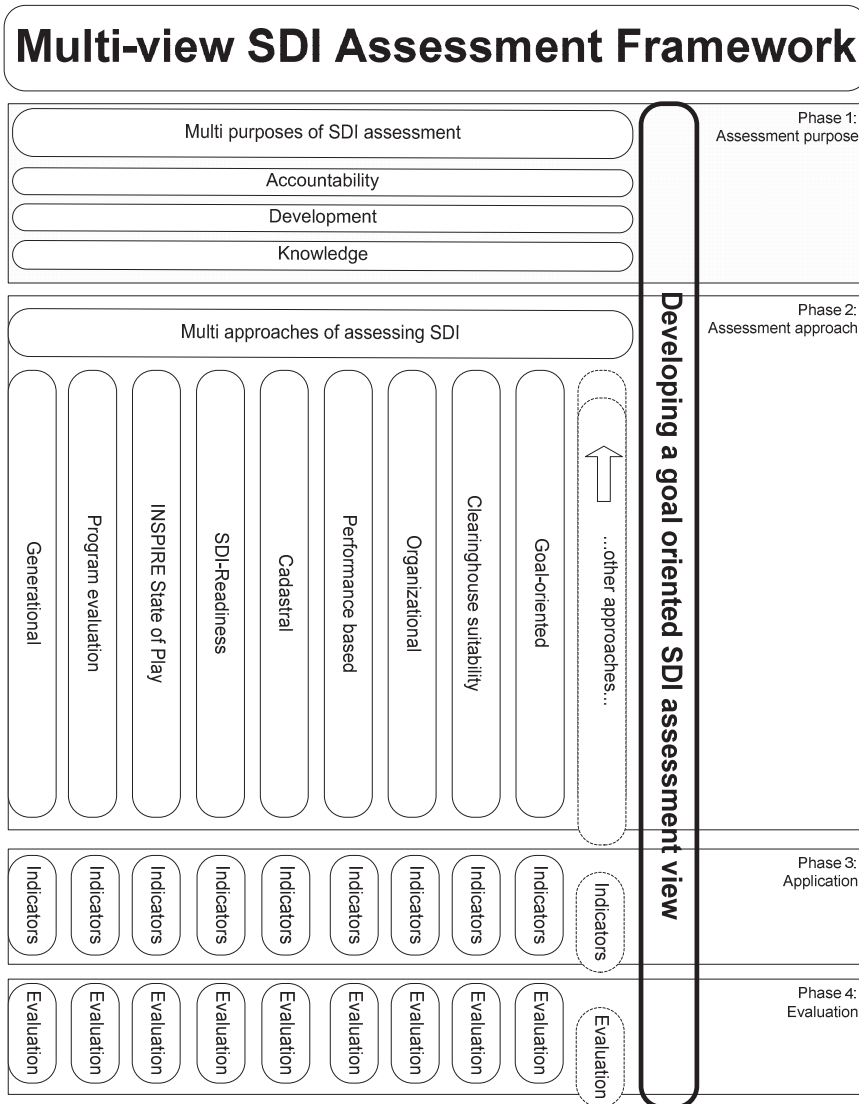 Multi-view SDI Assessment Framework
Multi purposes of SDI assessment
Accountability
Development
Knowledge
Phase 1:
Assessment purpose
Multi approaches of assessing SDI
Phase 2:
Assessment approach
Generational
Program evaluation
INSPIRE State of Play
SDI-Readiness
Cadastral
Performance based
Organizational
Clearinghouse suitability
Goal-oriented
...other approaches...
Developing a goal oriented SDI assessment view
Phase 3:
Application
Indicators
Indicators
Indicators
Indicators
Indicators
Indicators
Indicators
Indicators
Indicators
Indicators
Phase 4:
Evaluation
Evaluation
Evaluation
Evaluation
Evaluation
Evaluation
Evaluation
Evaluation
Evaluation
Evaluation
Evaluation